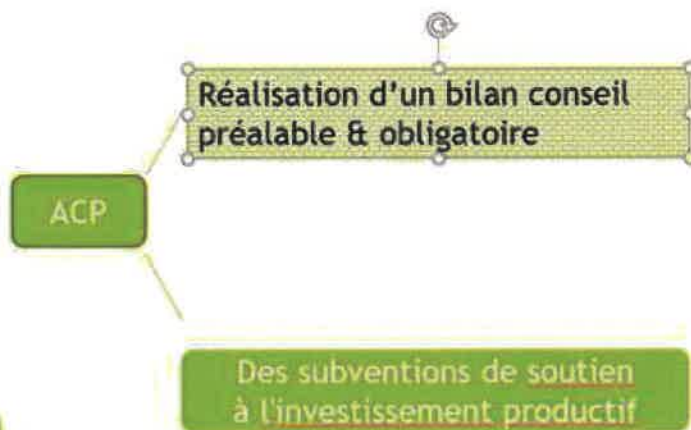 Réalisation d'un bilan conseil
préalable & obligatoire
ACP
Des subventions de soutien
à l'investissement productif